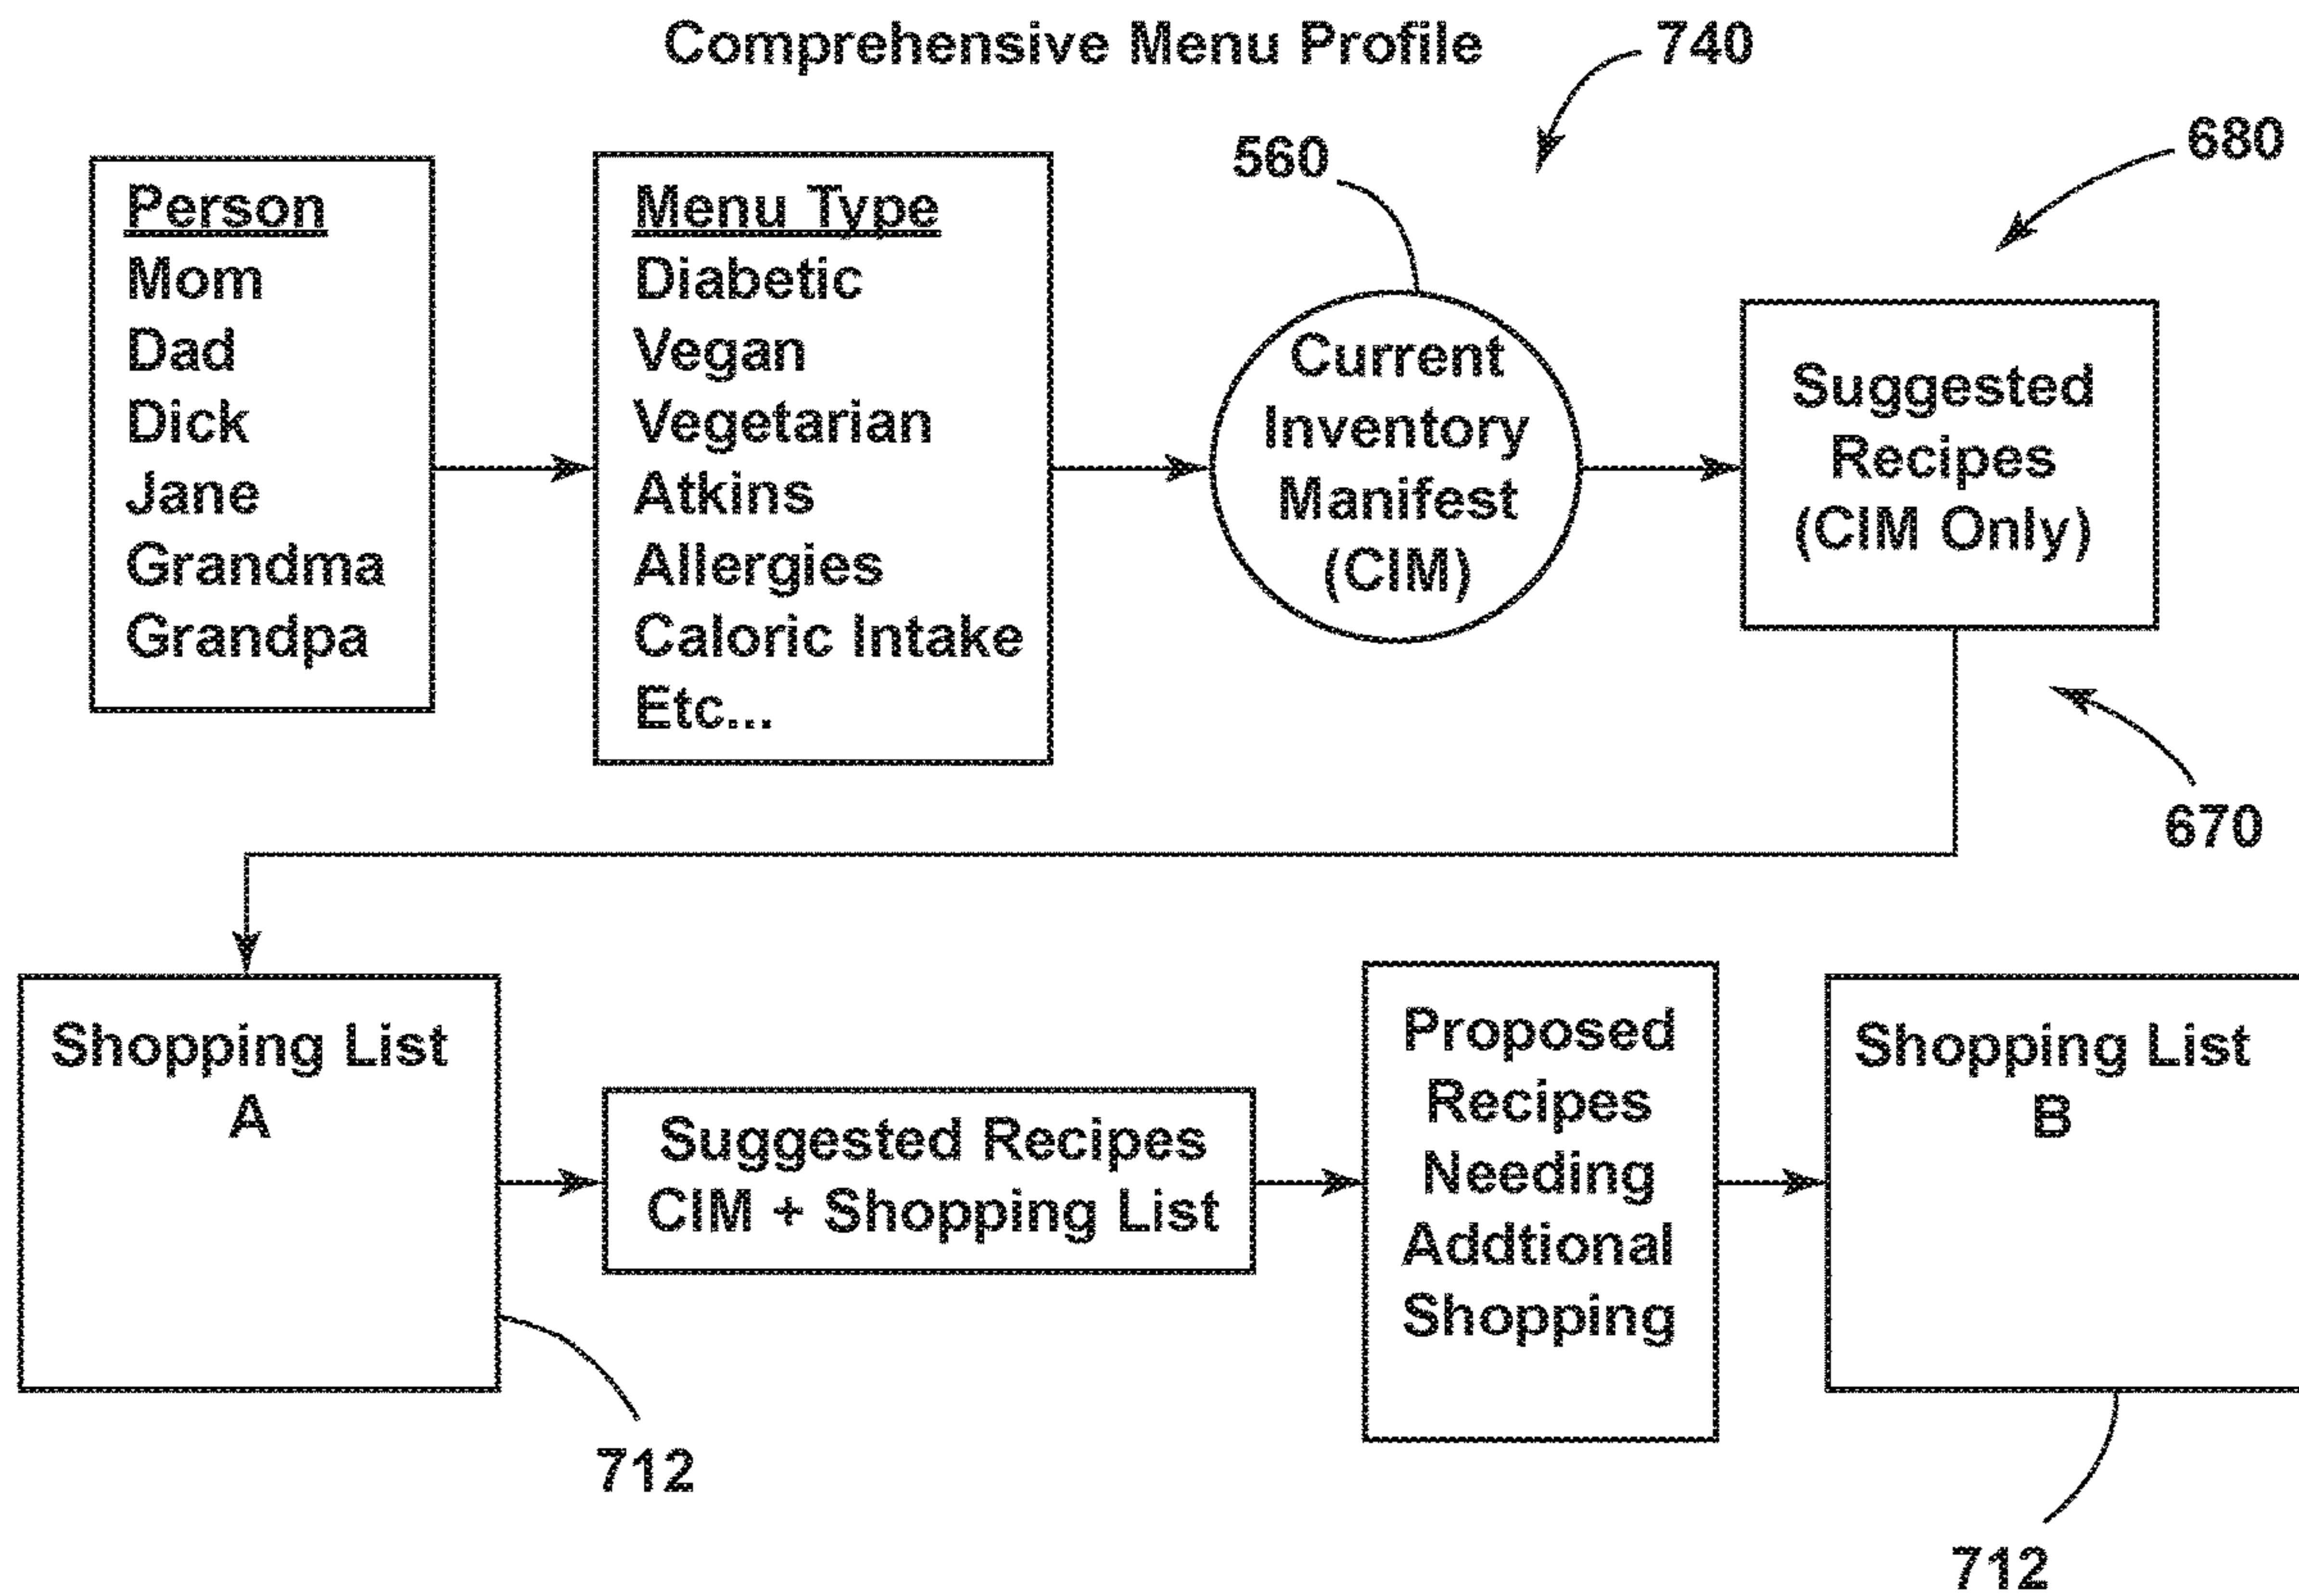 Comprehensive Menu Profile
740
560
680
Person
Mom
Dad
Dick
Jane
Grandma
Grandpa
Menu Type
Diabetic
Vegan
Vegetarian
Atkins
Allergies
Caloric Intake
Etc...
Current
Inventory
Manifest
(CIM)
Suggested
Recipes
(CIM Only)
670
Shopping List
A
712
Suggested Recipes
CIM + Shopping List
Proposed
Recipes
Needing
Addtional
Shopping
Shopping List
B
712